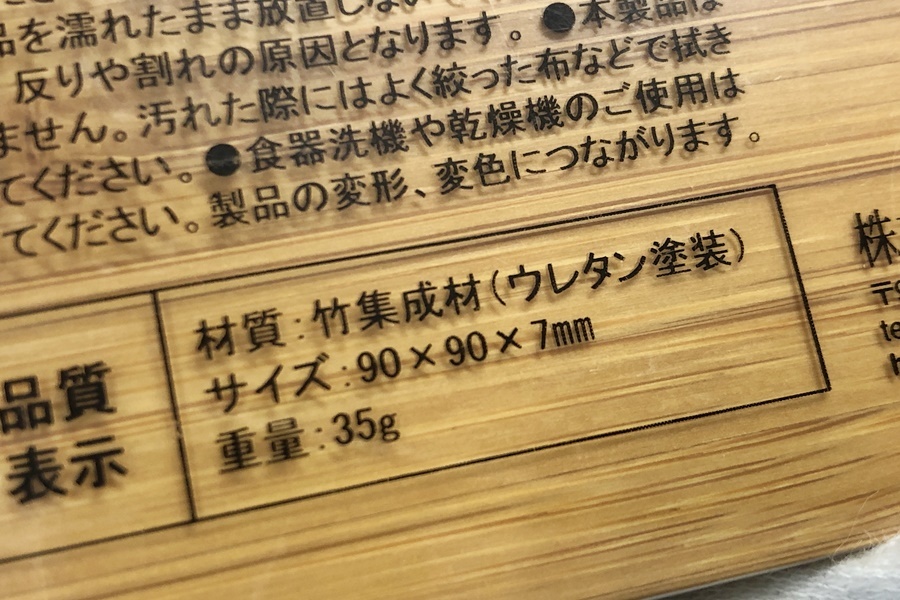 品を濡れたまま放置しない
反りや割れの原因となります。●本製品は
ません。汚れた際にはよく絞った布などで拭き
てください。●食器洗機や乾燥機のご使用は
てください。製品の変形、変色につながります。
品質
表示
材質:竹集成材(ウレタン塗装)
サイズ:90×90×7mm
重量:35g
株
〒9
te
h